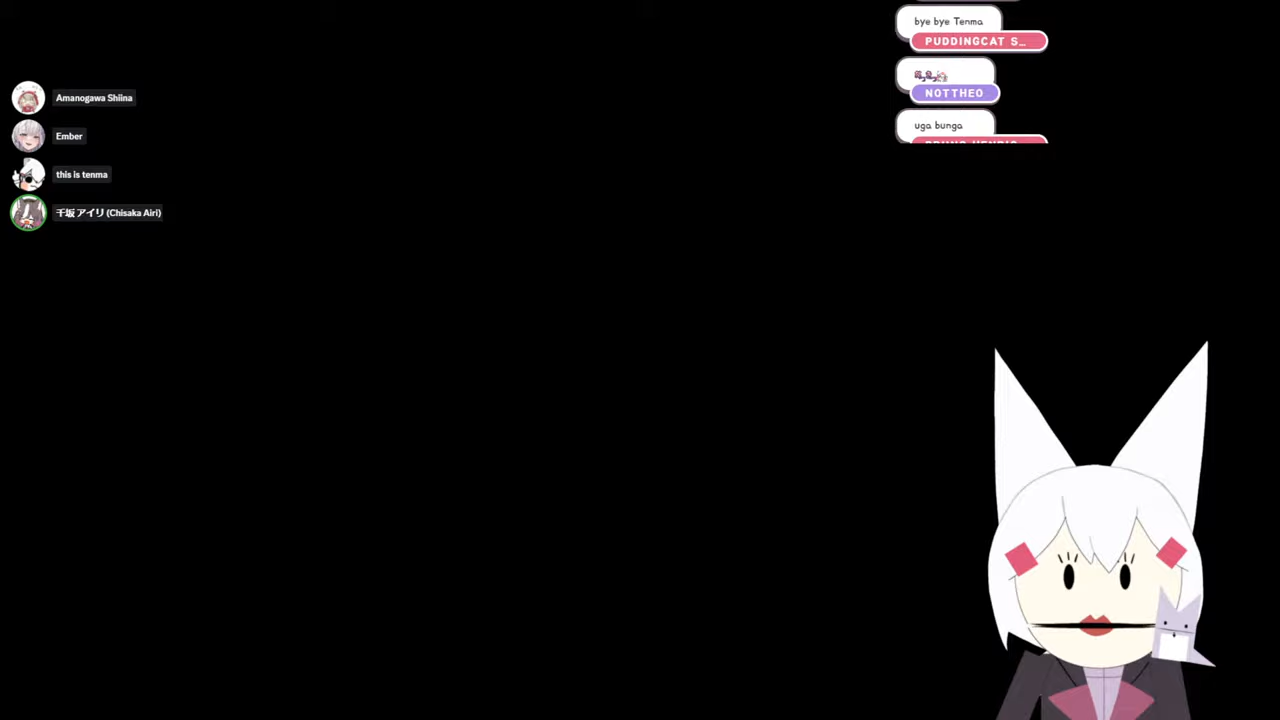 bye bye Tenma
PUDDINGCAT S_
NOTTHEO
uga bunga
Amanogawa Shiina
Ember
this is tenma
千坂 アイリ (Chisaka Airi)